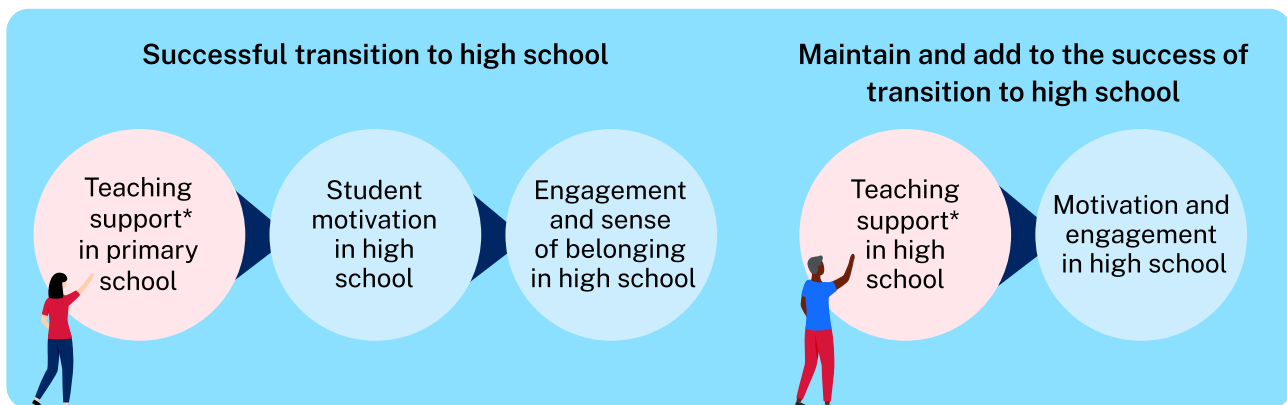 Successful transition to high school
Teaching
support*
in primary
school
Student
motivation
in high
school
Engagement
and sense
of belonging
in high school
Maintain and add to the success of
transition to high school
Teaching
support*
in high
school
Motivation and
engagement
in high school